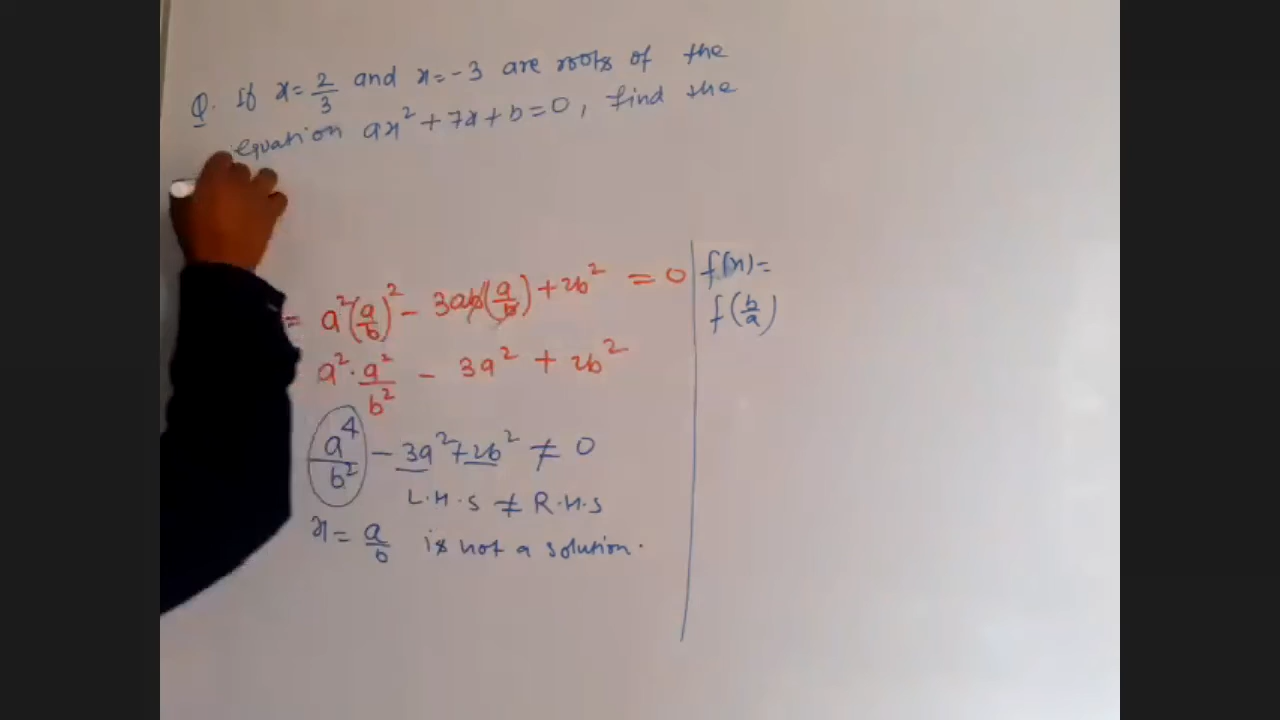 Q. If x = 2/3 and x = -3 are roots of the
equation ax² + 7x + b = 0, find the
= a²(a/b)² - 3ab(a/b) + 2b² = 0
a² · a²/b² - 3a² + 2b²
a⁴/b² - 3a² + 2b² ≠ 0
L.H.S ≠ R.H.S
x = a/b is not a solution.
f(x) =
f(b/a)